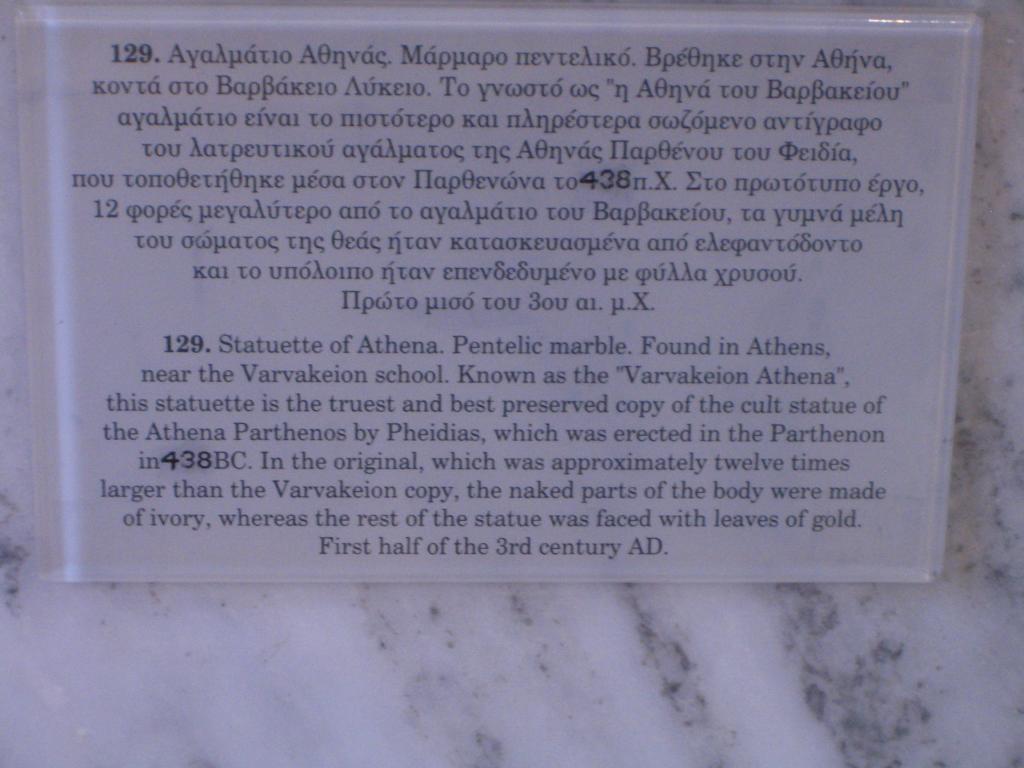 129. Αγαλμάτιο Αθηνάς. Μάρμαρο πεντελικό. Βρέθηκε στην Αθήνα,
κοντά στο Βαρβάκειο Λύκειο. Το γνωστό ως "η Αθηνά του Βαρβακείου"
αγαλμάτιο είναι το πιστότερο και πληρέστερα σωζόμενο αντίγραφο
του λατρευτικού αγάλματος της Αθηνάς Παρθένου του Φειδία,
που τοποθετήθηκε μέσα στον Παρθενώνα το 438 π.Χ. Στο πρωτότυπο έργο,
12 φορές μεγαλύτερο από το αγαλμάτιο του Βαρβακείου, τα γυμνά μέλη
του σώματος της θεάς ήταν κατασκευασμένα από ελεφαντόδοντο
και το υπόλοιπο ήταν επενδεδυμένο με φύλλα χρυσού.
Πρώτο μισό του 3ου αι. μ.Χ.
129. Statuette of Athena. Pentelic marble. Found in Athens,
near the Varvakeion school. Known as the "Varvakeion Athena",
this statuette is the truest and best preserved copy of the cult statue of
the Athena Parthenos by Pheidias, which was erected in the Parthenon
in 438 BC. In the original, which was approximately twelve times
larger than the Varvakeion copy, the naked parts of the body were made
of ivory, whereas the rest of the statue was faced with leaves of gold.
First half of the 3rd century AD.